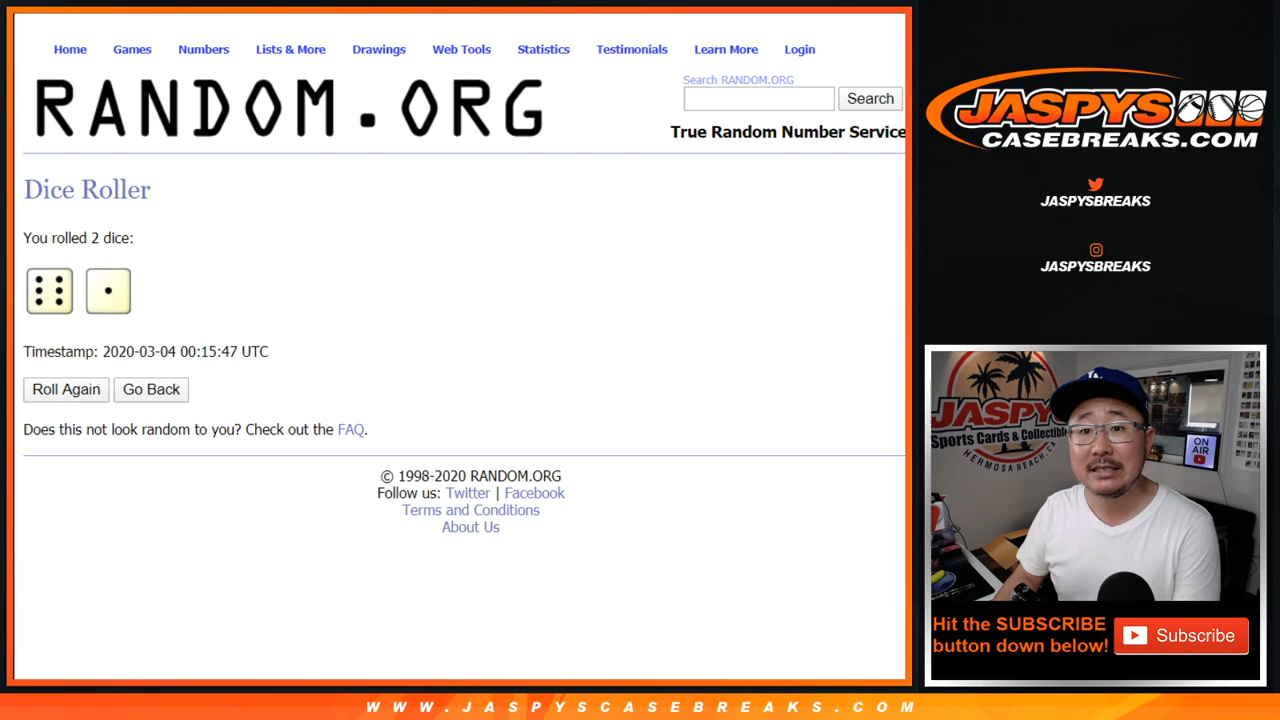 Home Games Numbers Lists & More Drawings Web Tools Statistics Testimonials Learn More Login
RANDOM.ORG
Search RANDOM.ORG
Search
True Random Number Service
Dice Roller
You rolled 2 dice:
Timestamp: 2020-03-04 00:15:47 UTC
Roll Again Go Back
Does this not look random to you? Check out the FAQ.
© 1998-2020 RANDOM.ORG
Follow us: Twitter | Facebook
Terms and Conditions
About Us
JASPYS
CASEBREAKS.COM
JASPYSBREAKS
JASPYSBREAKS
JASPYS
Sports Cards & Collectible
HERMOSA BEACH, CA
ON
AIR
Hit the SUBSCRIBE
button down below!
Subscribe
WWW.JASPYSCASEBREAKS.COM